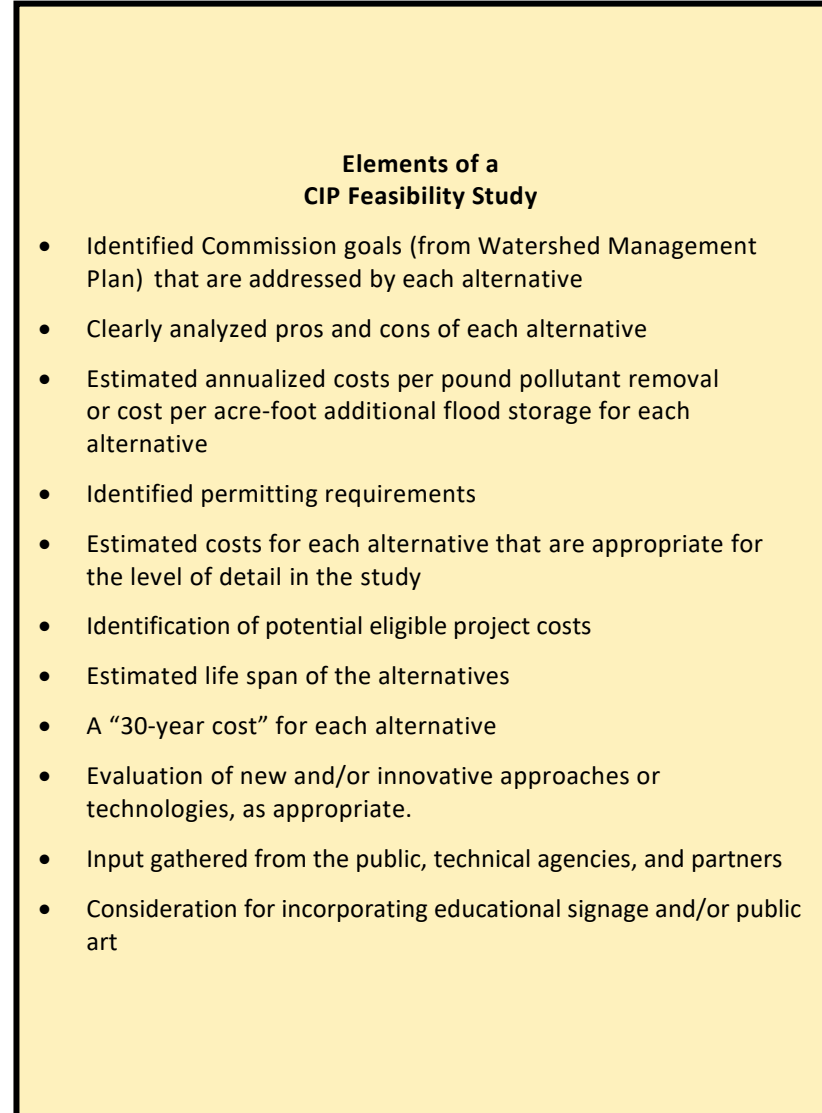 Elements of a
CIP Feasibility Study
• Identified Commission goals (from Watershed Management
Plan) that are addressed by each alternative
• Clearly analyzed pros and cons of each alternative
• Estimated annualized costs per pound pollutant removal
or cost per acre-foot additional flood storage for each
alternative
• Identified permitting requirements
• Estimated costs for each alternative that are appropriate for
the level of detail in the study
• Identification of potential eligible project costs
• Estimated life span of the alternatives
• A “30-year cost” for each alternative
• Evaluation of new and/or innovative approaches or
technologies, as appropriate.
• Input gathered from the public, technical agencies, and partners
• Consideration for incorporating educational signage and/or public
art